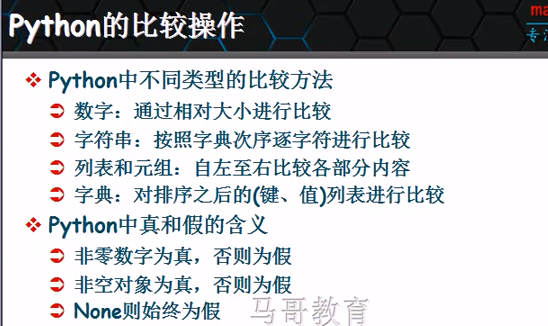 Python的比较操作
ma
专注
Python中不同类型的比较方法
数字：通过相对大小进行比较
字符串：按照字典次序逐字符进行比较
列表和元组：自左至右比较各部分内容
字典：对排序之后的(键、值)列表进行比较
Python中真和假的含义
非零数字为真，否则为假
非空对象为真，否则为假
None则始终为假
马哥教育